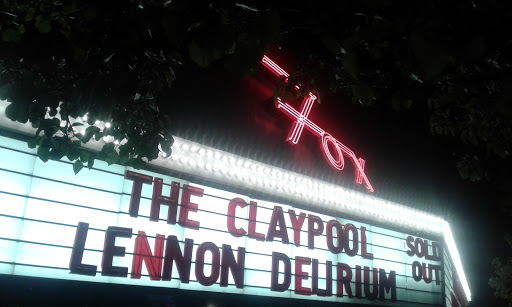 Fox
THE CLAYPOOL
LENNON DELIRIUM
SOLD
OUT